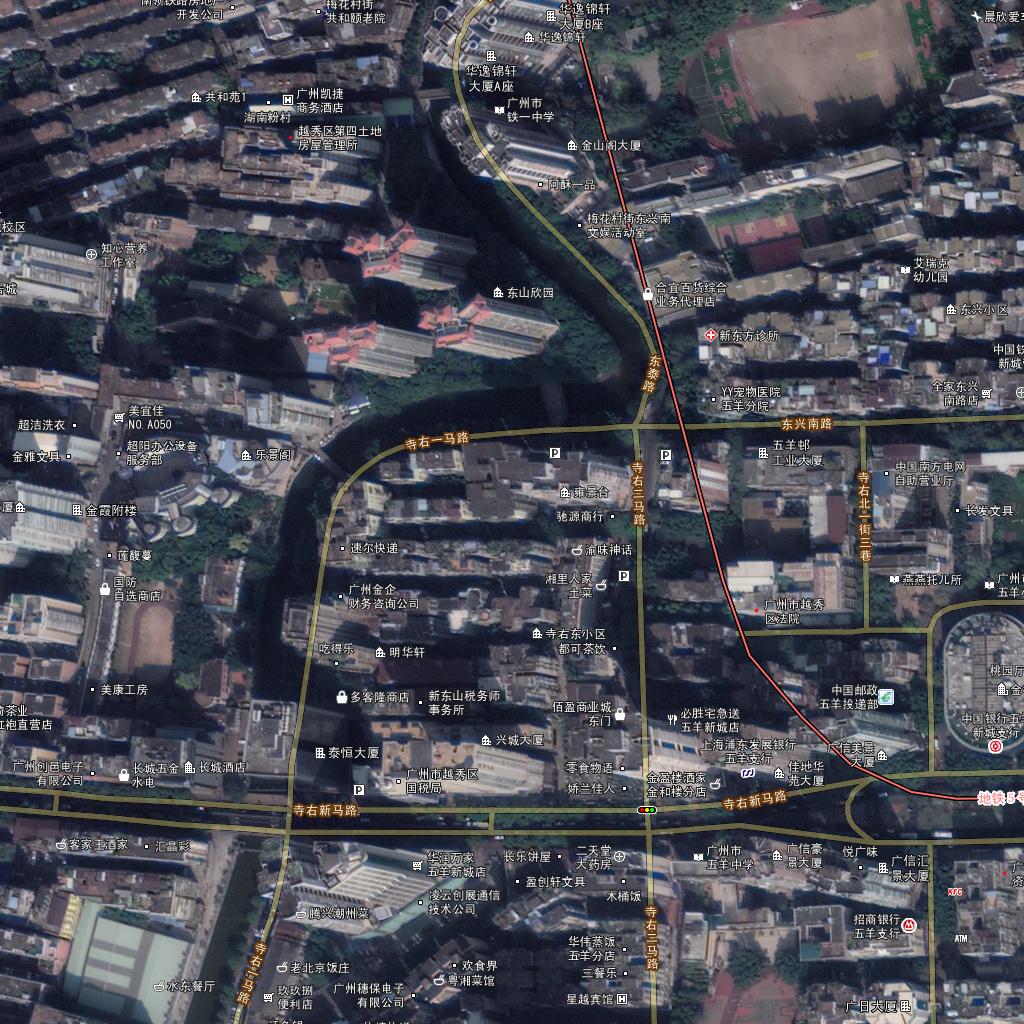 开发公司
梅花村街
共和颐老院
华逸锦轩
大厦B座
华逸锦轩
晨欣爱
华逸锦轩
大厦A座
共和苑1
广州凯捷
商务酒店
湖南粉村
广州市
铁一中学
越秀区第四土地
房屋管理所
金山阁大厦
阿酥一品
梅花村街东兴南
文娱活动室
校区
知心营养
工作室
艾瑞克
幼儿园
东山欣园
合宜百货综合
业务代理店
东兴小区
新东方诊所
东泰路
中国铁
新城
YY宠物医院
五羊分院
全家东兴
南路店
美宜佳
NO.A050
超洁洗衣
东兴南路
寺右一马路
超阳办公设备
服务部
金雅文具
乐景阁
五羊邨
工业大厦
寺右三马路
中国南方电网
自助营业厅
寺右北一街三巷
雍景台
驰源商行
金霞附楼
长发文具
莲馥蔓
速尔快递
渝味神话
国防
自选商店
湘里人家
土菜
燕燕托儿所
广州市
五羊小
广州金企
财务咨询公司
广州市越秀
区法院
寺右东小区
都可茶饮
吃得乐
明华轩
桃园
美康工房
中国邮政
五羊投递部
多客隆商店
新东山税务师
事务所
佰盈商业城
东门
必胜宅急送
五羊新城店
茶业
红袍直营店
中国银行五羊
新城支行
兴城大厦
泰恒大厦
上海浦东发展银行
五羊支行
广信美景
大厦
广州创邑电子
有限公司
长城五金
水电
长城酒店
广州市越秀区
国税局
零食物语
佳地华
苑大厦
金盈楼酒家
金和楼分店
娇兰佳人
地铁5号
寺右新马路
寺右新马路
客家王酒家
汇晶彩
华润万家
五羊新城店
长乐饼屋
二天堂
大药房
广州市
五羊中学
广信豪
景大厦
悦广味
广信汇
景大厦
盈创轩文具
沐桶饭
凌云创展通信
技术公司
KFC
腾兴潮州菜
寺右二马路
招商银行
五羊支行
ATM
华伟蒸饭
五羊分店
寺右二马路
老北京饭庄
欢食界
粤湘菜馆
三餐乐
水东餐厅
玖玖捌
便利店
广州穗保电子
有限公司
星越宾馆
广日大厦